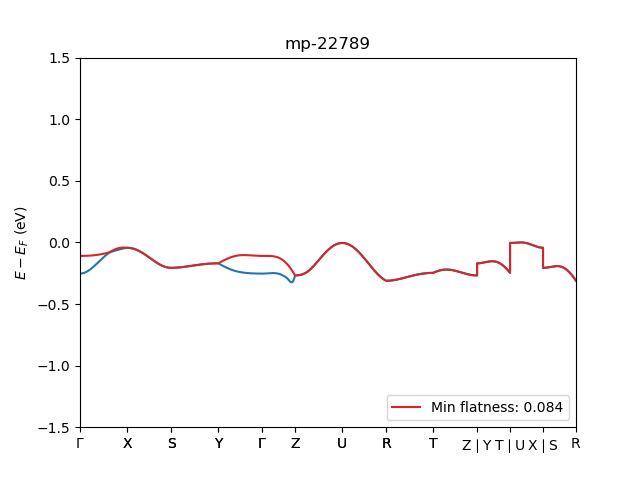 mp-22789
1.5
1.0
0.5
0.0
−0.5
−1.0
−1.5
E − E_F (eV)
Min flatness: 0.084
Γ X S Y Γ Z U R T Z|Y T|U X|S R